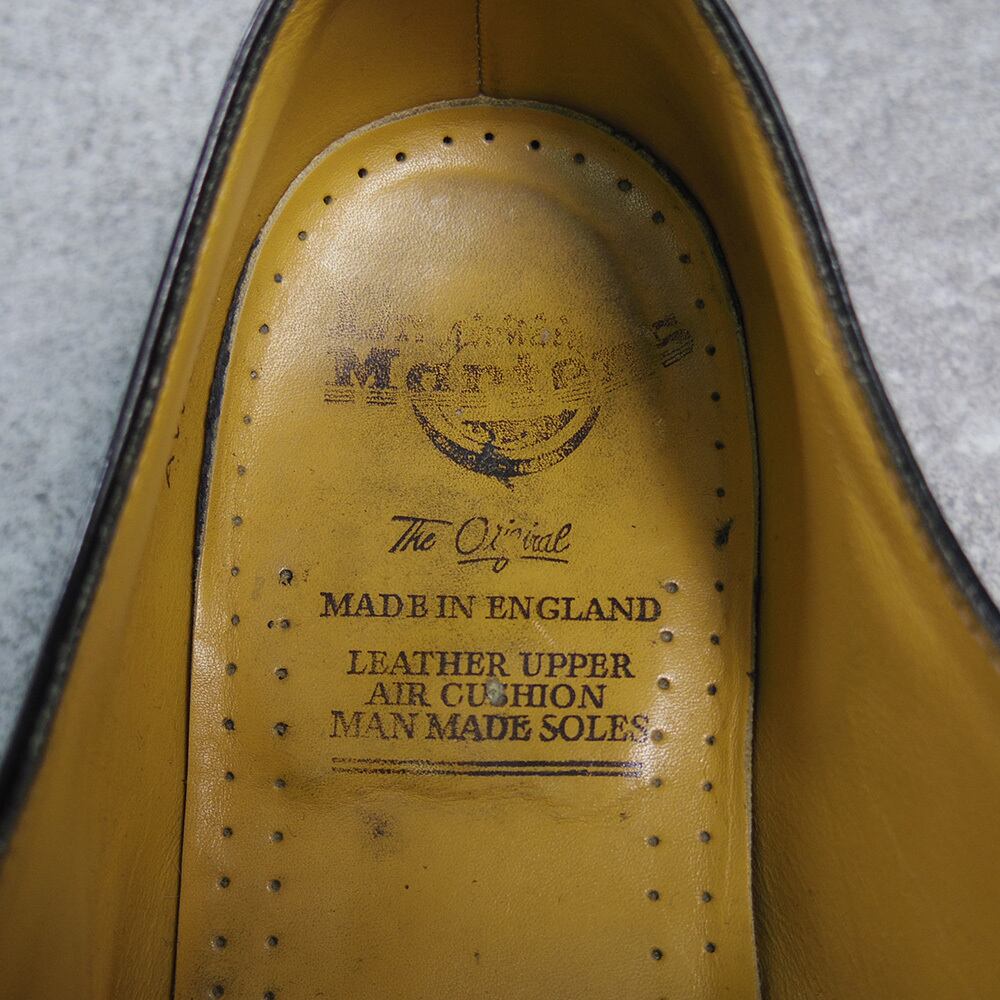 Martens
The Original
MADE IN ENGLAND
LEATHER UPPER
AIR CUSHION
MAN MADE SOLES